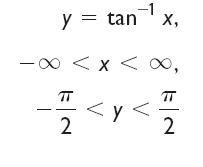 y = tan⁻¹ x,
−∞ < x < ∞,
−π/2 < y < π/2